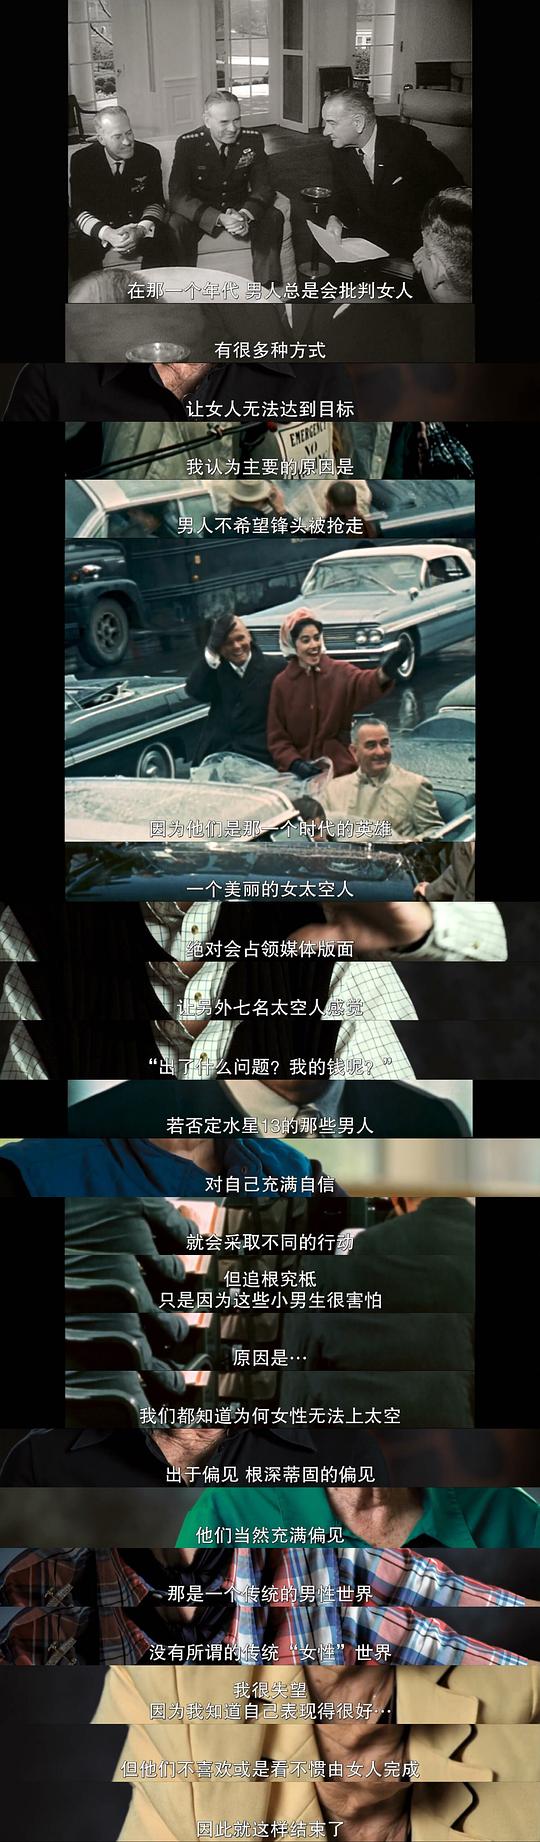 在那一个年代 男人总是会批判女人
有很多种方式
让女人无法达到目标
EMERGENCY
我认为主要的原因是
男人不希望锋头被抢走
因为他们是那一个时代的英雄
一个美丽的女太空人
绝对会占领媒体版面
让另外七名太空人感觉
“出了什么问题？我的钱呢？”
若否定水星13的那些男人
对自己充满自信
就会采取不同的行动
但追根究柢
只是因为这些小男生很害怕
原因是…
我们都知道为何女性无法上太空
出于偏见 根深蒂固的偏见
他们当然充满偏见
那是一个传统的男性世界
没有所谓的传统“女性”世界
我很失望
因为我知道自己表现得很好…
但他们不喜欢或是看不惯由女人完成
因此就这样结束了